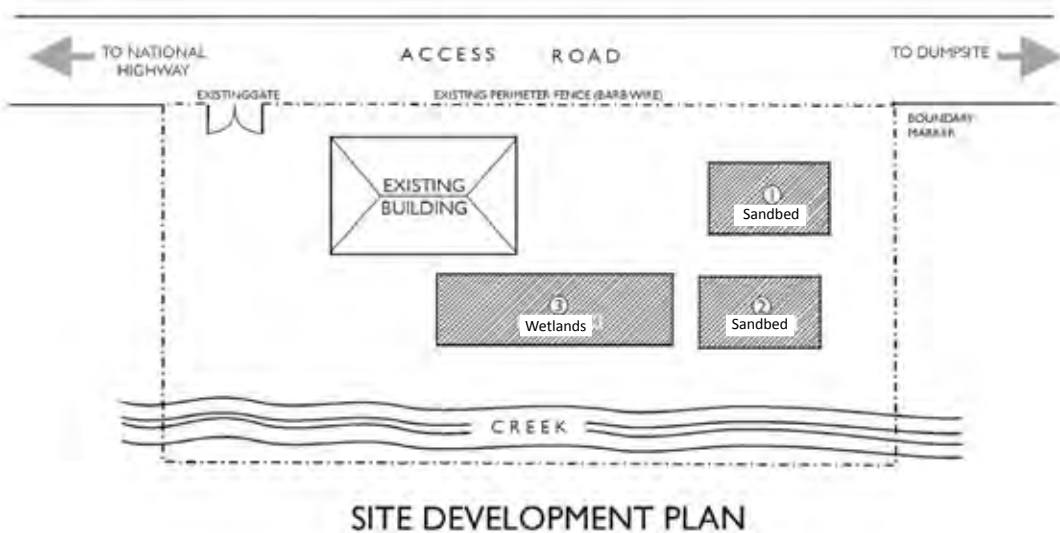 ACCESS ROAD
TO NATIONAL
HIGHWAY
TO DUMPSITE
EXISTINGGATE
EXISTING PERIMETER FENCE (BARB WIRE)
BOUNDARY
MARKER
EXISTING
BUILDING
1
Sandbed
3
Wetlands
2
Sandbed
CREEK
SITE DEVELOPMENT PLAN